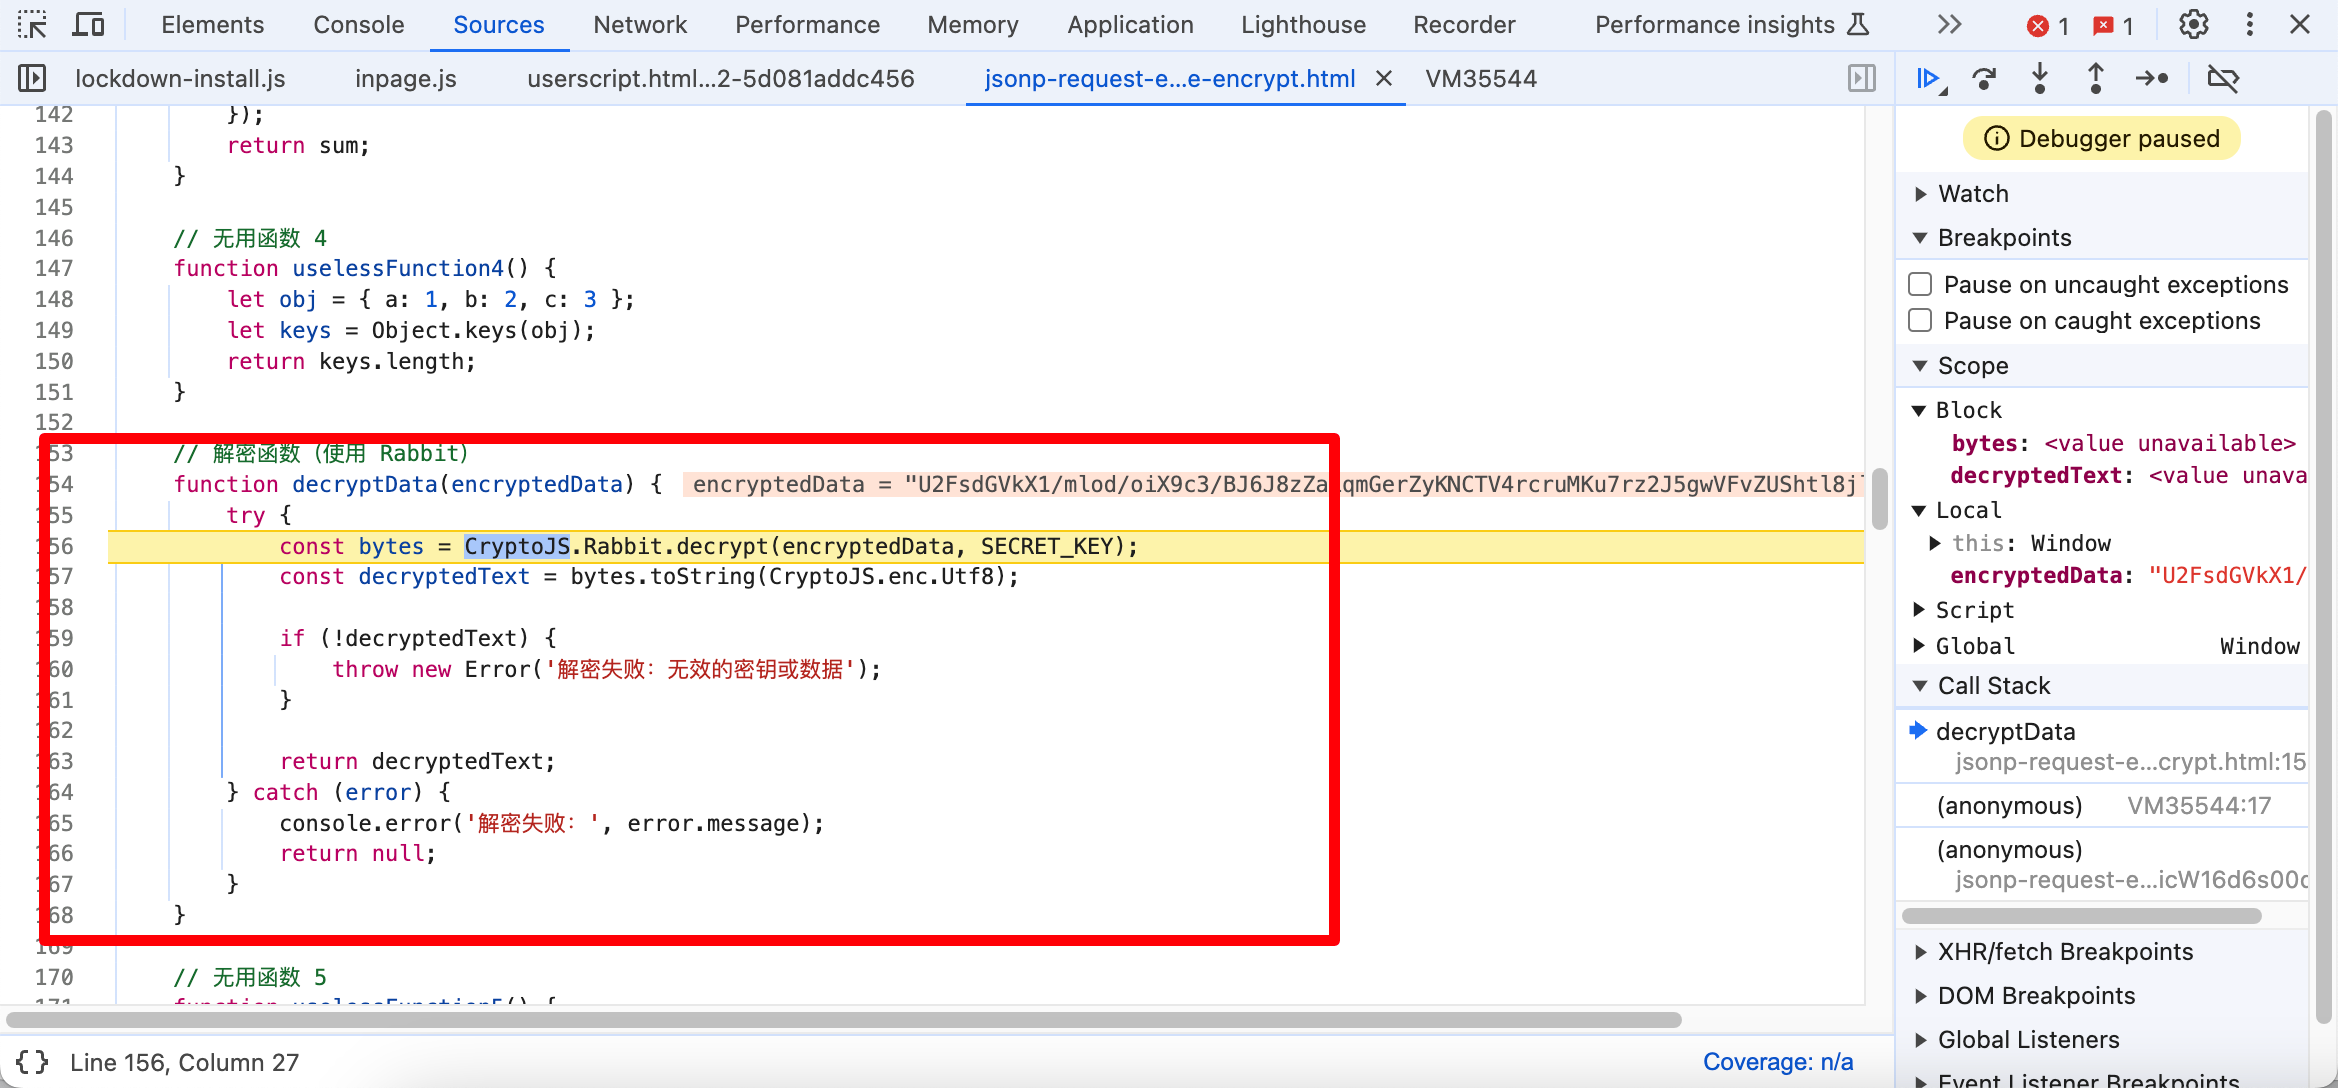 Elements Console Sources Network Performance Memory Application Lighthouse Recorder Performance insights 1 1
lockdown-install.js inpage.js userscript.html...2-5d081addc456 jsonp-request-e...e-encrypt.html VM35544
142 });
143 return sum;
144 }
145
146 // 无用函数 4
147 function uselessFunction4() {
148 let obj = { a: 1, b: 2, c: 3 };
149 let keys = Object.keys(obj);
150 return keys.length;
151 }
152
153 // 解密函数（使用 Rabbit）
154 function decryptData(encryptedData) { encryptedData = "U2FsdGVkX1/mlod/oiX9c3/BJ6J8zZa qmGerZyKNCTV4rcruMKu7rz2J5gwVFvZUShtl8j
155 try {
156 const bytes = CryptoJS.Rabbit.decrypt(encryptedData, SECRET_KEY);
157 const decryptedText = bytes.toString(CryptoJS.enc.Utf8);
158
159 if (!decryptedText) {
160 throw new Error('解密失败：无效的密钥或数据');
161 }
162
163 return decryptedText;
164 } catch (error) {
165 console.error('解密失败：', error.message);
166 return null;
167 }
168 }
169
170 // 无用函数 5
171 function uselessFunction5() {
{} Line 156, Column 27 Coverage: n/a
Debugger paused
Watch
Breakpoints
Pause on uncaught exceptions
Pause on caught exceptions
Scope
Block
bytes: <value unavailable>
decryptedText: <value unava
Local
this: Window
encryptedData: "U2FsdGVkX1/
Script
Global Window
Call Stack
decryptData
jsonp-request-e...crypt.html:15
(anonymous) VM35544:17
(anonymous)
jsonp-request-e...icW16d6s00
XHR/fetch Breakpoints
DOM Breakpoints
Global Listeners
Event Listener Breakpoints